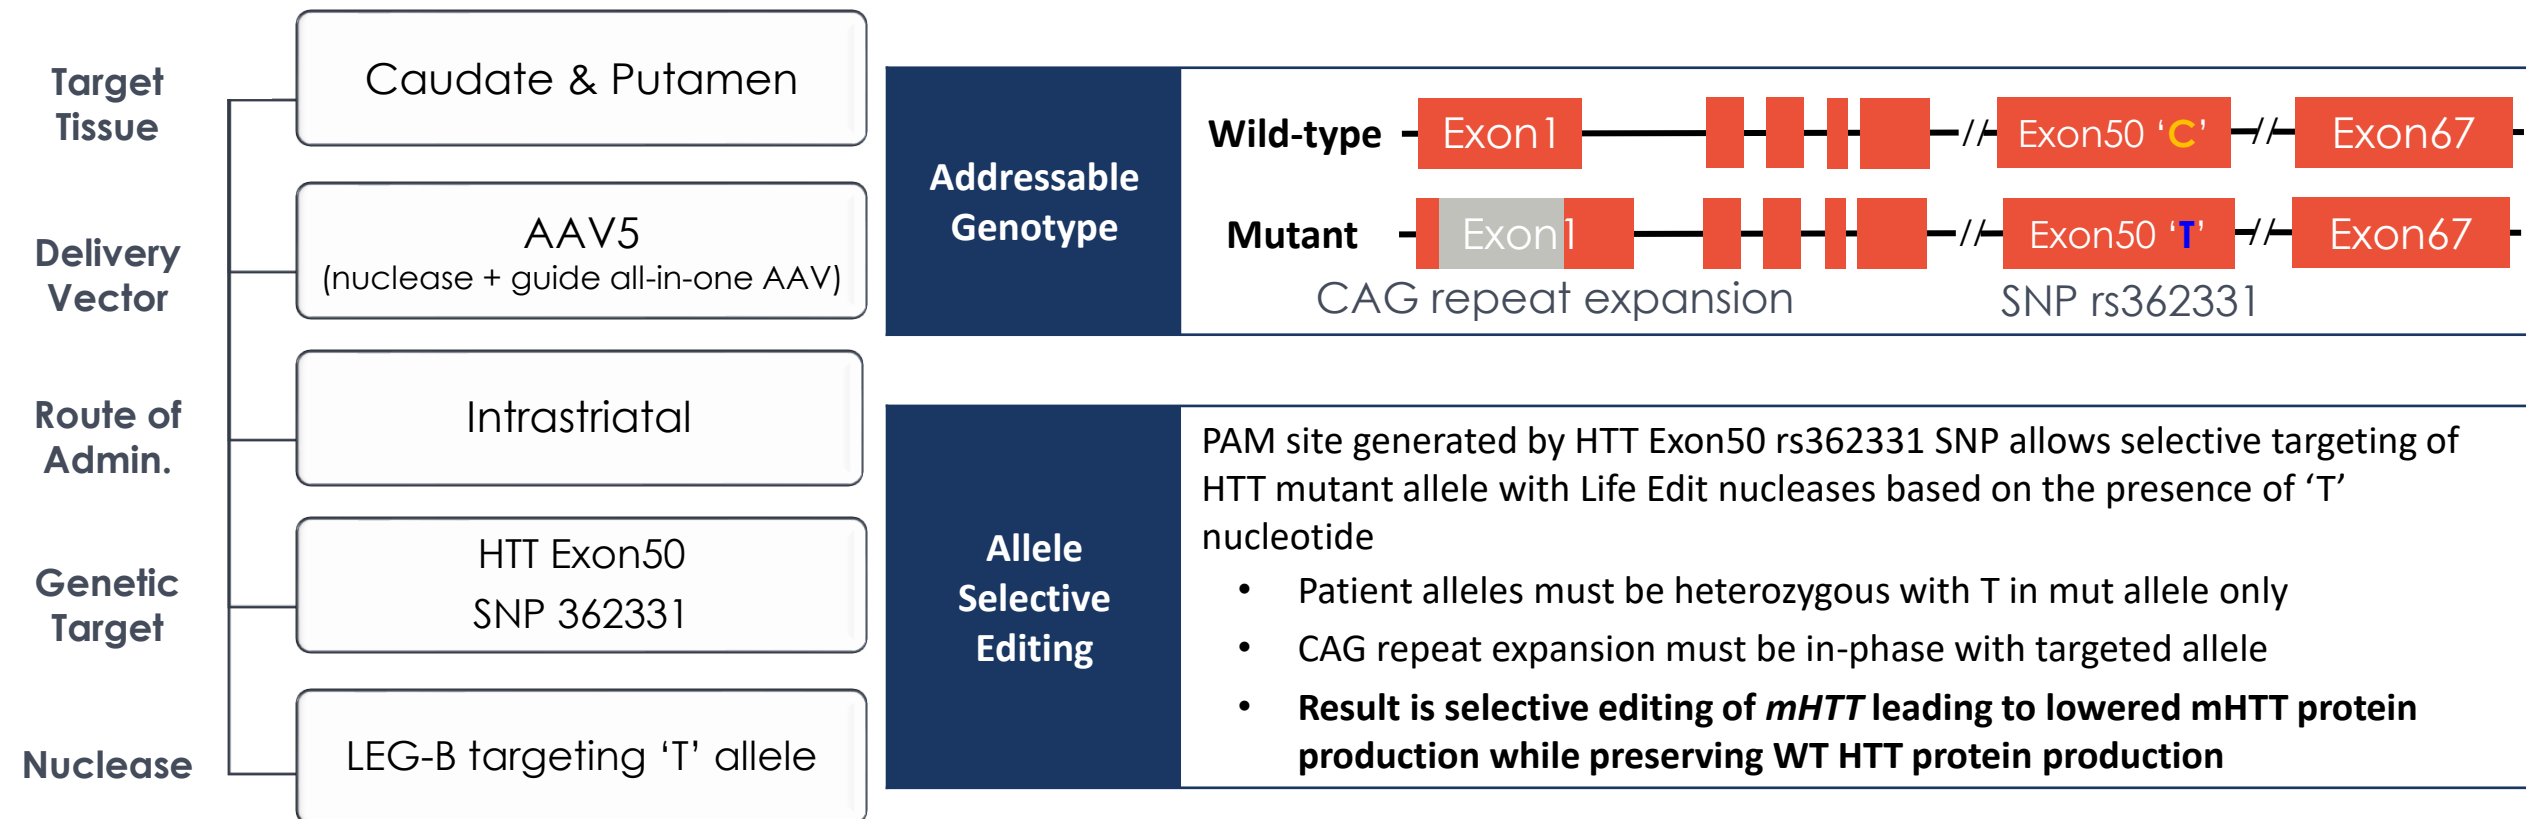 Target
Tissue
Caudate & Putamen
Delivery
Vector
AAV5
(nuclease + guide all-in-one AAV)
Route of
Admin.
Intrastriatal
Genetic
Target
HTT Exon50
SNP 362331
Nuclease
LEG-B targeting ‘T’ allele
Addressable
Genotype
Wild-type Exon1 // Exon50 ‘C’ // Exon67
Mutant Exon1 // Exon50 ‘T’ // Exon67
CAG repeat expansion SNP rs362331
Allele
Selective
Editing
PAM site generated by HTT Exon50 rs362331 SNP allows selective targeting of
HTT mutant allele with Life Edit nucleases based on the presence of ‘T’
nucleotide
• Patient alleles must be heterozygous with T in mut allele only
• CAG repeat expansion must be in-phase with targeted allele
• Result is selective editing of mHTT leading to lowered mHTT protein
production while preserving WT HTT protein production